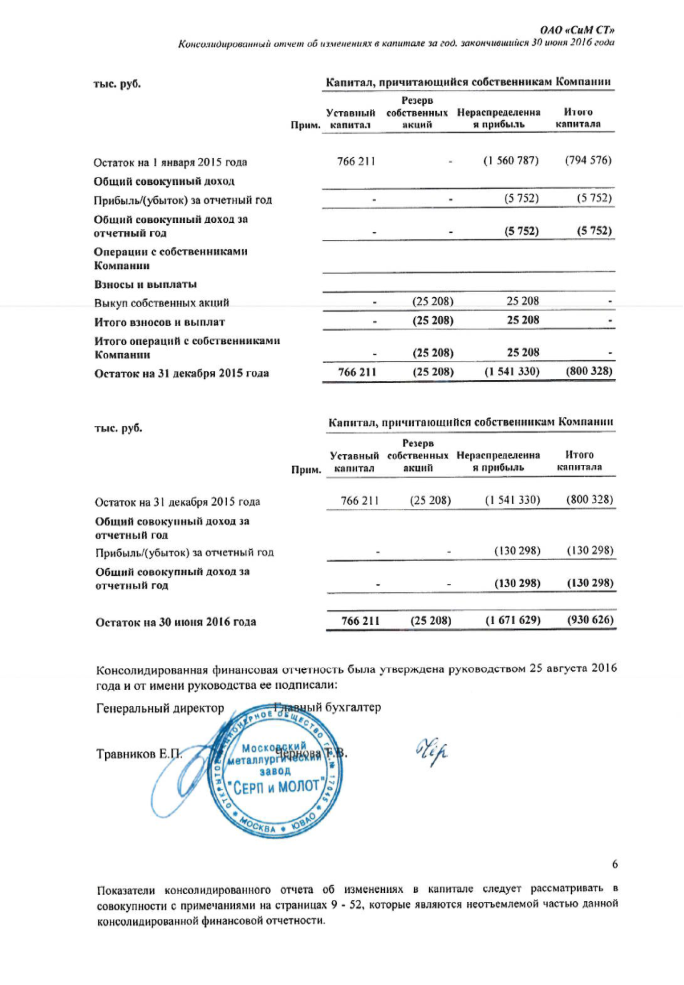 ОАО «СиМ СТ»
Консолидированный отчет об изменениях в капитале за год, закончившийся 30 июня 2016 года
тыс. руб. Капитал, причитающийся собственникам Компании
Прим. Уставный капитал Резерв собственных акций Нераспределенна я прибыль Итого капитала
Остаток на 1 января 2015 года 766 211 - (1 560 787) (794 576)
Общий совокупный доход
Прибыль/(убыток) за отчетный год - - (5 752) (5 752)
Общий совокупный доход за
отчетный год - - (5 752) (5 752)
Операции с собственниками
Компании
Взносы и выплаты
Выкуп собственных акций - (25 208) 25 208 -
Итого взносов и выплат - (25 208) 25 208 -
Итого операций с собственниками
Компании - (25 208) 25 208 -
Остаток на 31 декабря 2015 года 766 211 (25 208) (1 541 330) (800 328)
тыс. руб. Капитал, причитающийся собственникам Компании
Прим. Уставный капитал Резерв собственных акций Нераспределенна я прибыль Итого капитала
Остаток на 31 декабря 2015 года 766 211 (25 208) (1 541 330) (800 328)
Общий совокупный доход за
отчетный год
Прибыль/(убыток) за отчетный год - - (130 298) (130 298)
Общий совокупный доход за
отчетный год - - (130 298) (130 298)
Остаток на 30 июня 2016 года 766 211 (25 208) (1 671 629) (930 626)
Консолидированная финансовая отчетность была утверждена руководством 25 августа 2016
года и от имени руководства ее подписали:
Генеральный директор Главный бухгалтер
Травников Е.П. Чернова Т.В.
Московский
металлургический
завод
"СЕРП и МОЛОТ"
МОСКВА * ЮВАО *
6
Показатели консолидированного отчета об изменениях в капитале следует рассматривать в
совокупности с примечаниями на страницах 9 - 52, которые являются неотъемлемой частью данной
консолидированной финансовой отчетности.